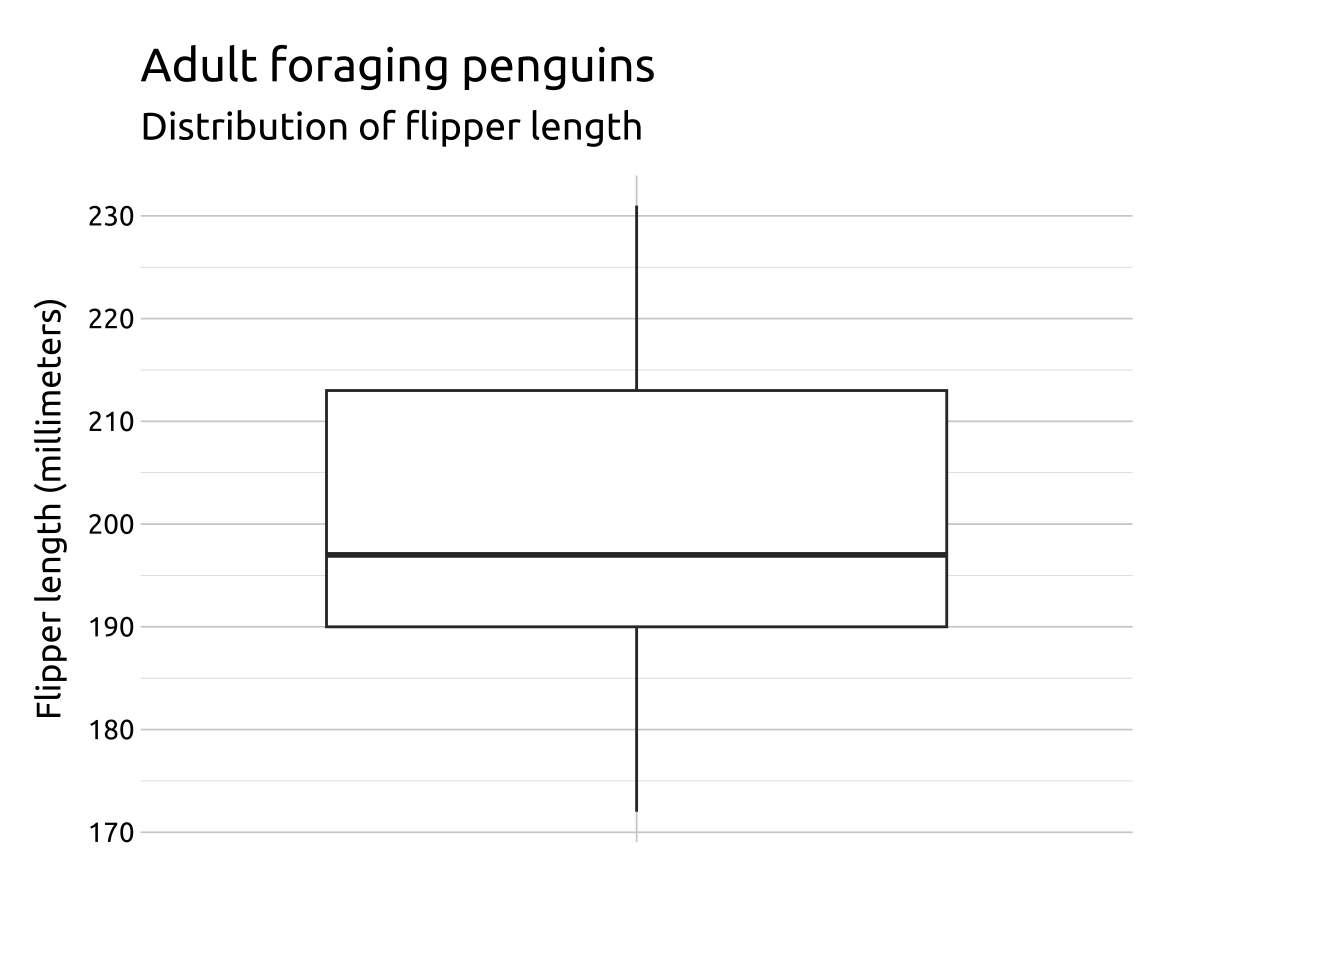 Adult foraging penguins
Distribution of flipper length
Flipper length (millimeters)
230
220
210
200
190
180
170